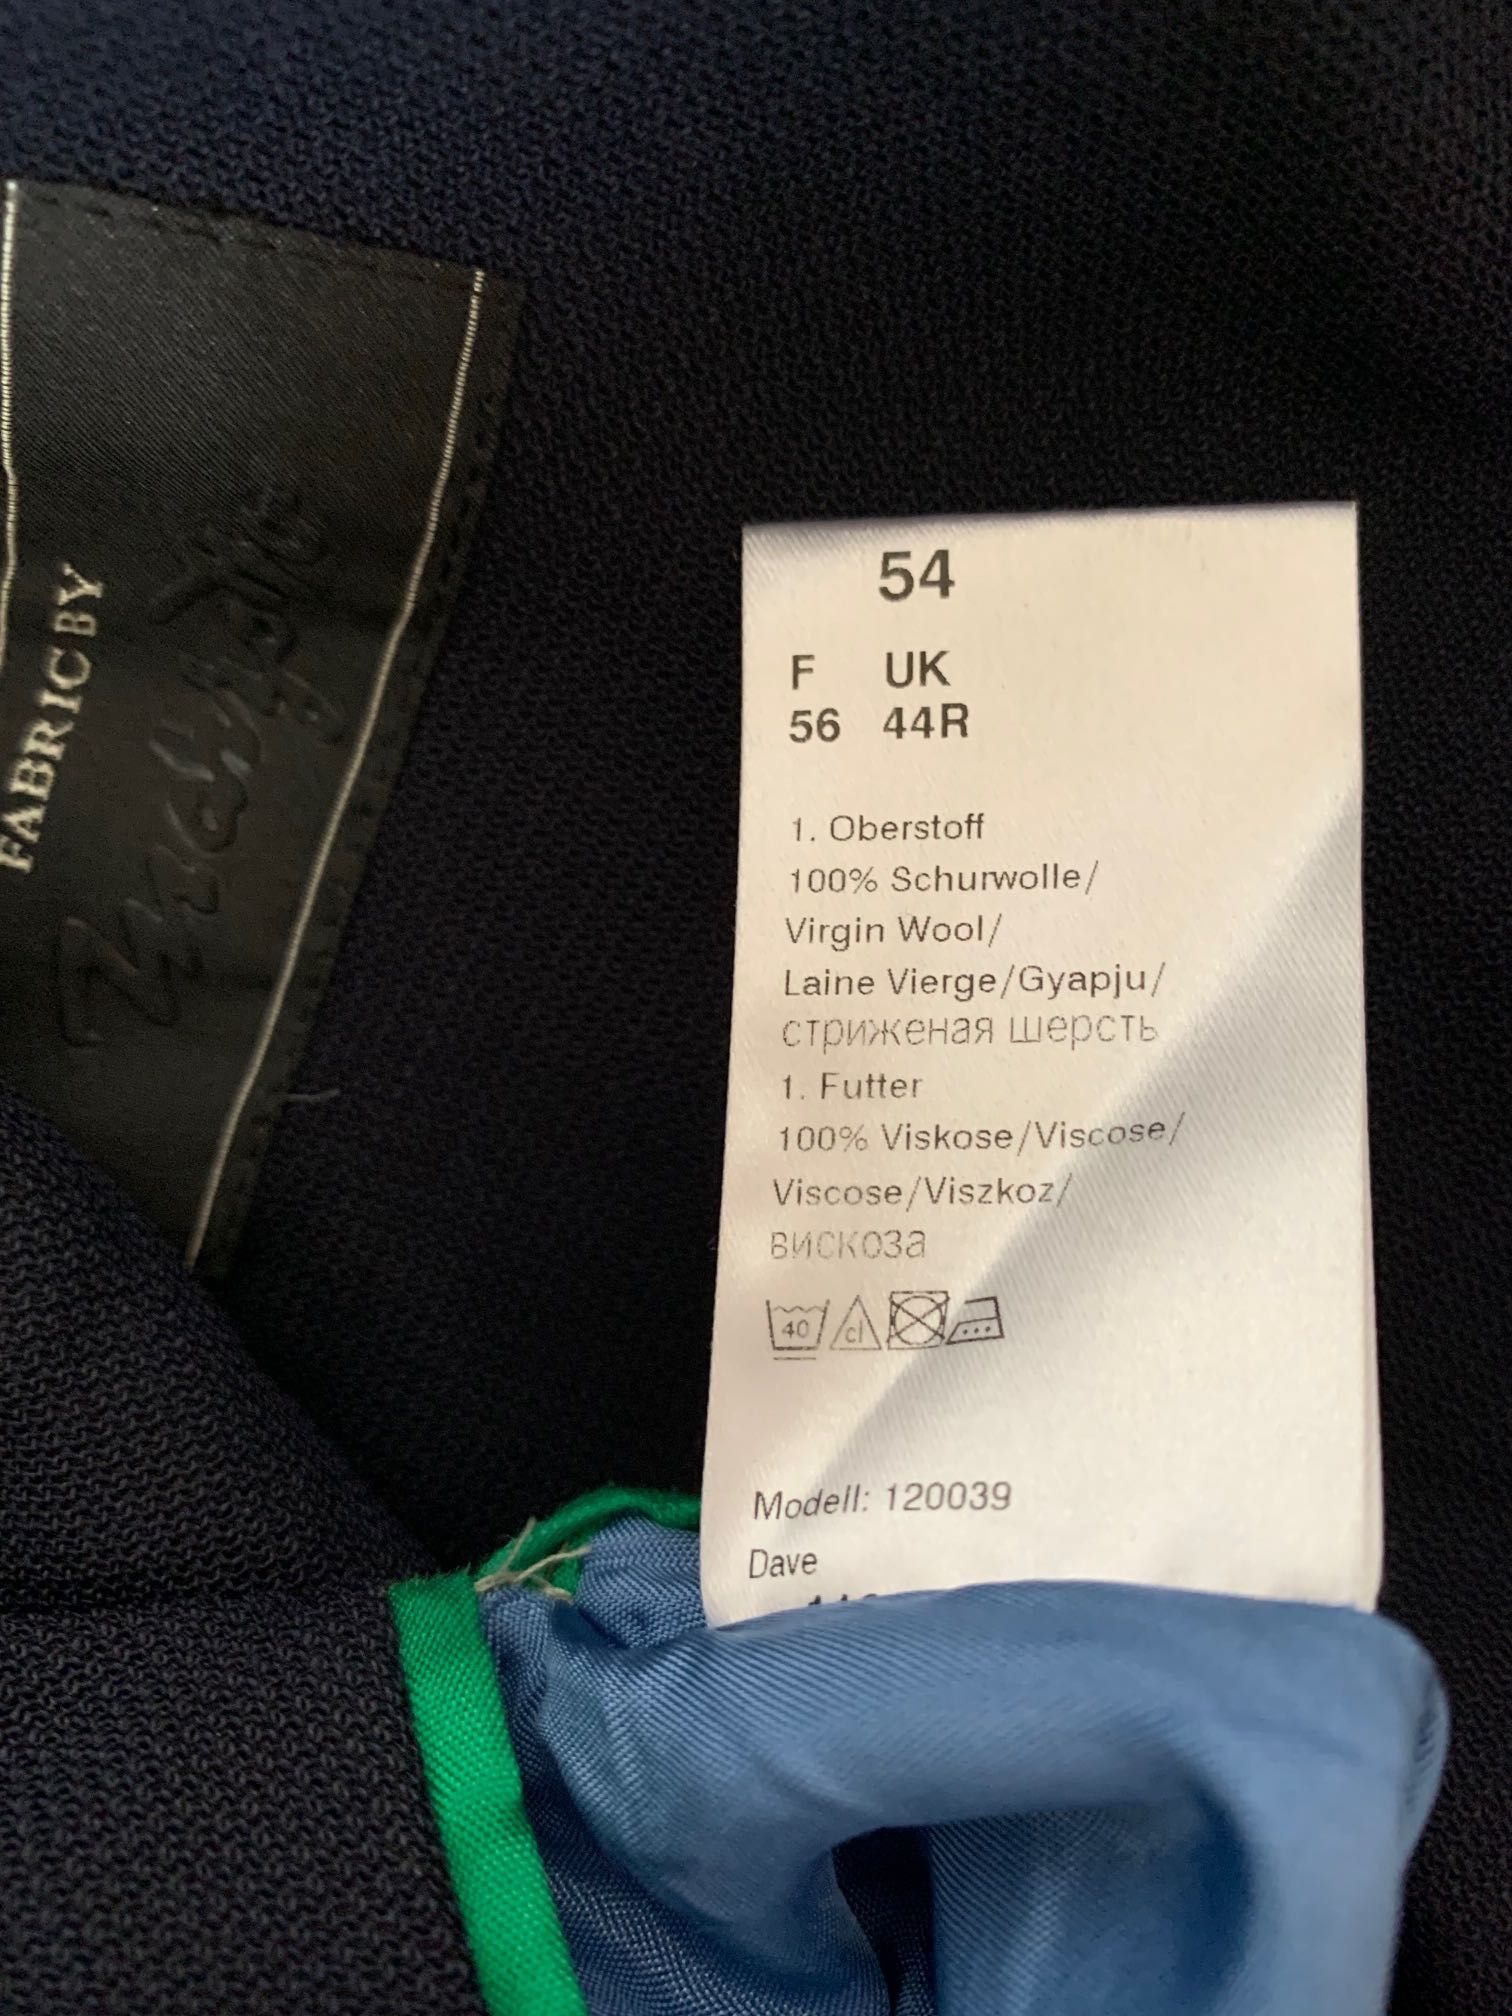 FABRIC BY
54
F UK
56 44R
1. Oberstoff
100% Schurwolle/
Virgin Wool/
Laine Vierge/Gyapju/
стриженая шерсть
1. Futter
100% Viskose/Viscose/
Viscose/Viszkoz/
вискоза
40 cl
Modell: 120039
Dave